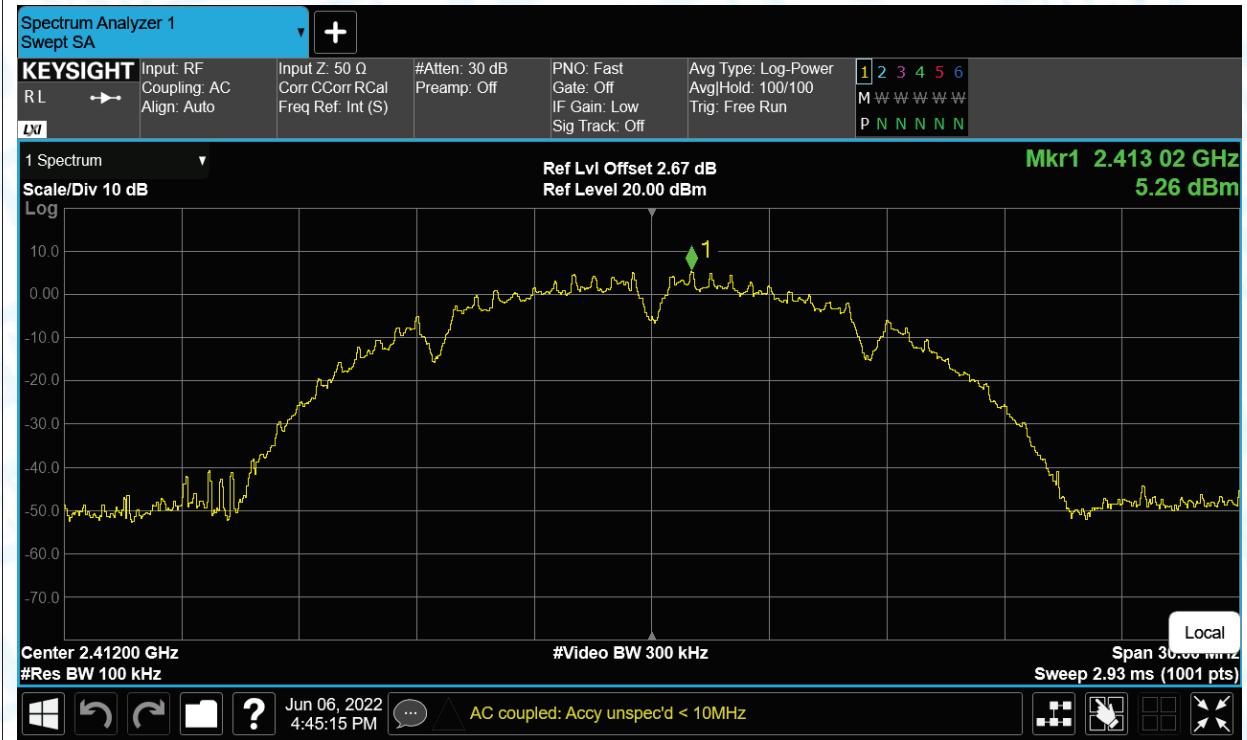 Spectrum Analyzer 1
Swept SA
KEYSIGHT
R L
LXI
Input: RF
Coupling: AC
Align: Auto
Input Z: 50 Ω
Corr CCorr RCal
Freq Ref: Int (S)
#Atten: 30 dB
Preamp: Off
PNO: Fast
Gate: Off
IF Gain: Low
Sig Track: Off
Avg Type: Log-Power
Avg|Hold: 100/100
Trig: Free Run
1 2 3 4 5 6
M W W W W W
P N N N N N
1 Spectrum
Scale/Div 10 dB
Log
Ref Lvl Offset 2.67 dB
Ref Level 20.00 dBm
Mkr1 2.413 02 GHz
5.26 dBm
1
10.0
0.00
-10.0
-20.0
-30.0
-40.0
-50.0
-60.0
-70.0
Local
Center 2.41200 GHz
#Video BW 300 kHz
Span 30.00 MHz
#Res BW 100 kHz
Sweep 2.93 ms (1001 pts)
?
Jun 06, 2022
4:45:15 PM
AC coupled: Accy unspec'd < 10MHz